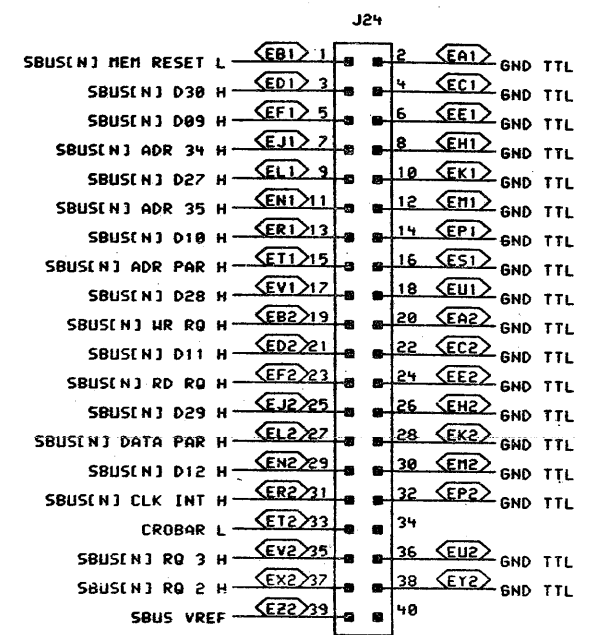 J24
SBUS[N] MEM RESET L EB1 1 2 EA1 GND TTL
SBUS[N] D30 H ED1 3 4 EC1 GND TTL
SBUS[N] D09 H EF1 5 6 EE1 GND TTL
SBUS[N] ADR 34 H EJ1 7 8 EH1 GND TTL
SBUS[N] D27 H EL1 9 10 EK1 GND TTL
SBUS[N] ADR 35 H EN1 11 12 EM1 GND TTL
SBUS[N] D10 H ER1 13 14 EP1 GND TTL
SBUS[N] ADR PAR H ET1 15 16 ES1 GND TTL
SBUS[N] D28 H EV1 17 18 EU1 GND TTL
SBUS[N] WR RQ H EB2 19 20 EA2 GND TTL
SBUS[N] D11 H ED2 21 22 EC2 GND TTL
SBUS[N] RD RQ H EF2 23 24 EE2 GND TTL
SBUS[N] D29 H EJ2 25 26 EH2 GND TTL
SBUS[N] DATA PAR H EL2 27 28 EK2 GND TTL
SBUS[N] D12 H EN2 29 30 EM2 GND TTL
SBUS[N] CLK INT H ER2 31 32 EP2 GND TTL
CROBAR L ET2 33 34
SBUS[N] RQ 3 H EV2 35 36 EU2 GND TTL
SBUS[N] RQ 2 H EX2 37 38 EY2 GND TTL
SBUS VREF EZ2 39 40